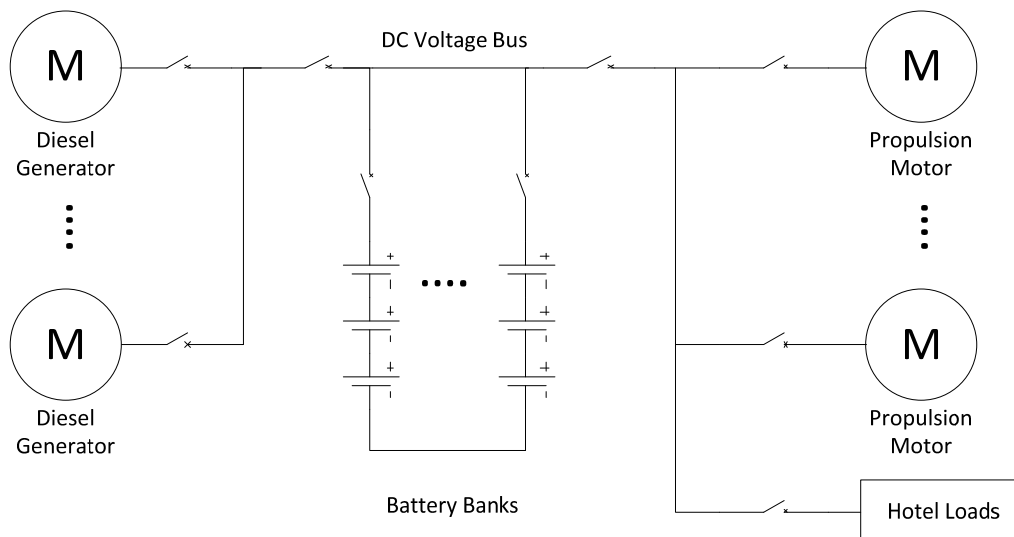 DC Voltage Bus
M
Diesel
Generator
M
Diesel
Generator
+
+
+
+
+
+
Battery Banks
M
Propulsion
Motor
M
Propulsion
Motor
Hotel Loads